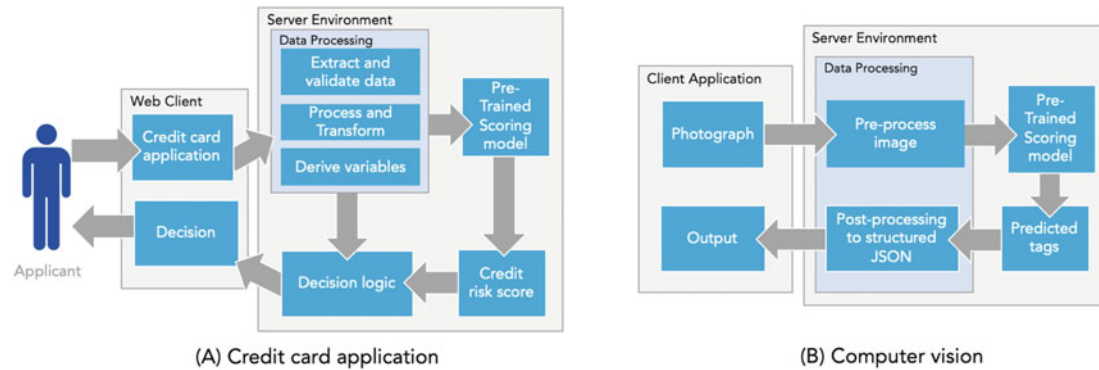 Server Environment
Data Processing
Extract and
validate data
Process and
Transform
Derive variables
Pre-
Trained
Scoring
model
Web Client
Credit card
application
Decision
Applicant
Decision logic
Credit
risk score
(A) Credit card application
Server Environment
Client Application
Data Processing
Photograph
Pre-process
image
Pre-
Trained
Scoring
model
Output
Post-processing
to structured
JSON
Predicted
tags
(B) Computer vision